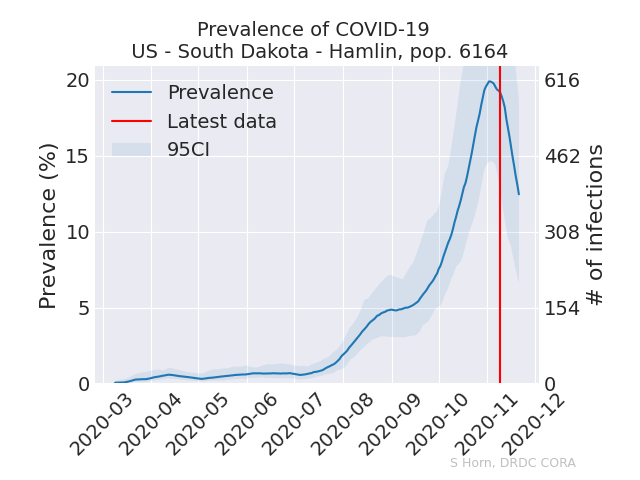 Prevalence of COVID-19
US - South Dakota - Hamlin, pop. 6164
Prevalence
Latest data
95CI
Prevalence (%)
20
15
10
5
0
616
462
308
154
0
# of infections
2020-03
2020-04
2020-05
2020-06
2020-07
2020-08
2020-09
2020-10
2020-11
2020-12
S Horn, DRDC CORA